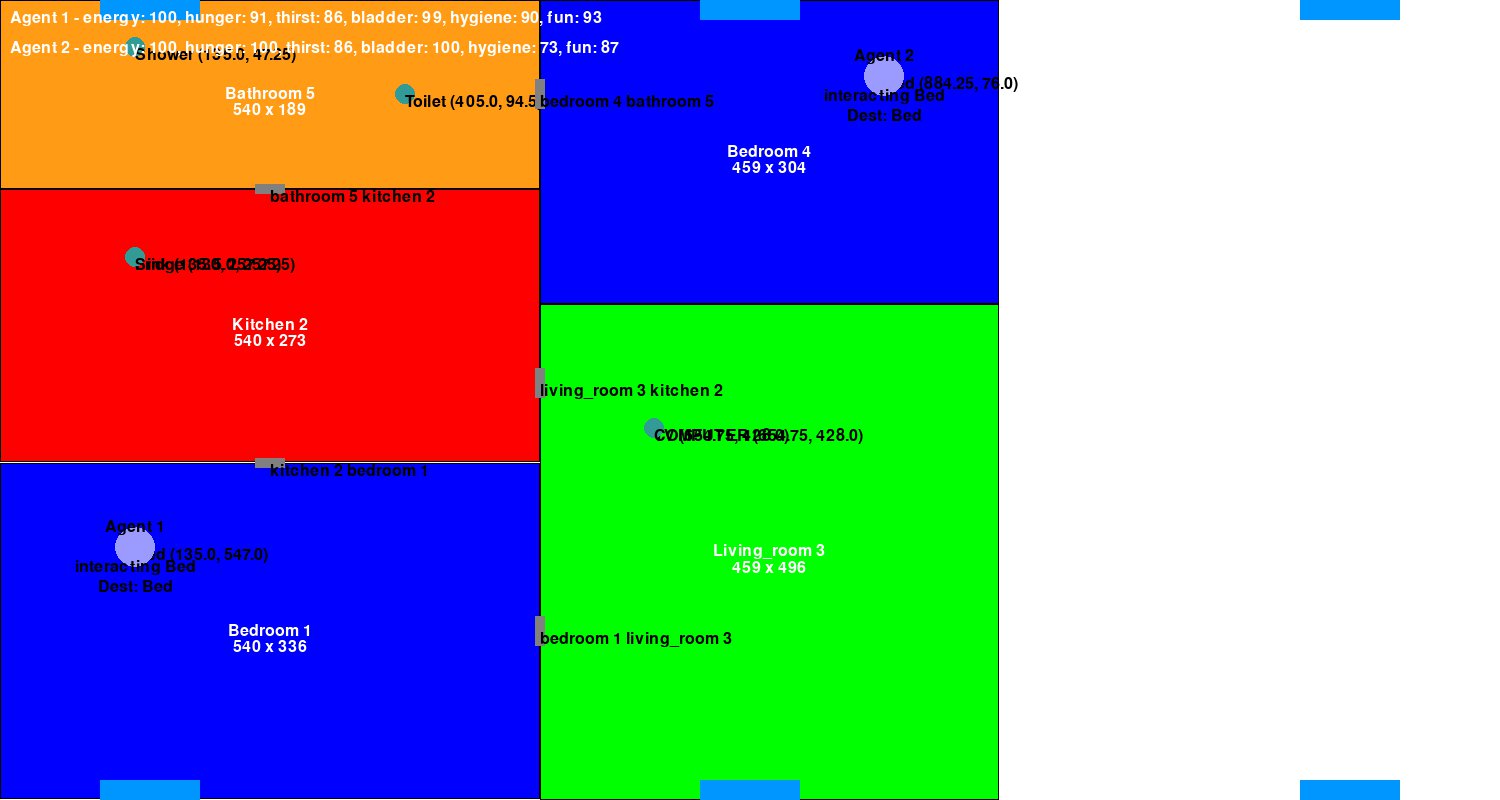 Agent 1 - energy: 100, hunger: 91, thirst: 86, bladder: 99, hygiene: 90, fun: 93
Agent 2 - energy: 100, hunger: 100, thirst: 86, bladder: 100, hygiene: 73, fun: 87
Shower (135.0, 47.25)
Bathroom 5
540 x 189
Toilet (405.0, 94.5
bedroom 4 bathroom 5
Agent 2
(884.25, 76.0)
interacting Bed
Dest: Bed
Bedroom 4
459 x 304
bathroom 5 kitchen 2
Kitchen 2
540 x 273
living_room 3 kitchen 2
428.0)
kitchen 2 bedroom 1
Agent 1
(135.0, 547.0)
interacting Bed
Dest: Bed
Living_room 3
459 x 496
Bedroom 1
540 x 336
bedroom 1 living_room 3